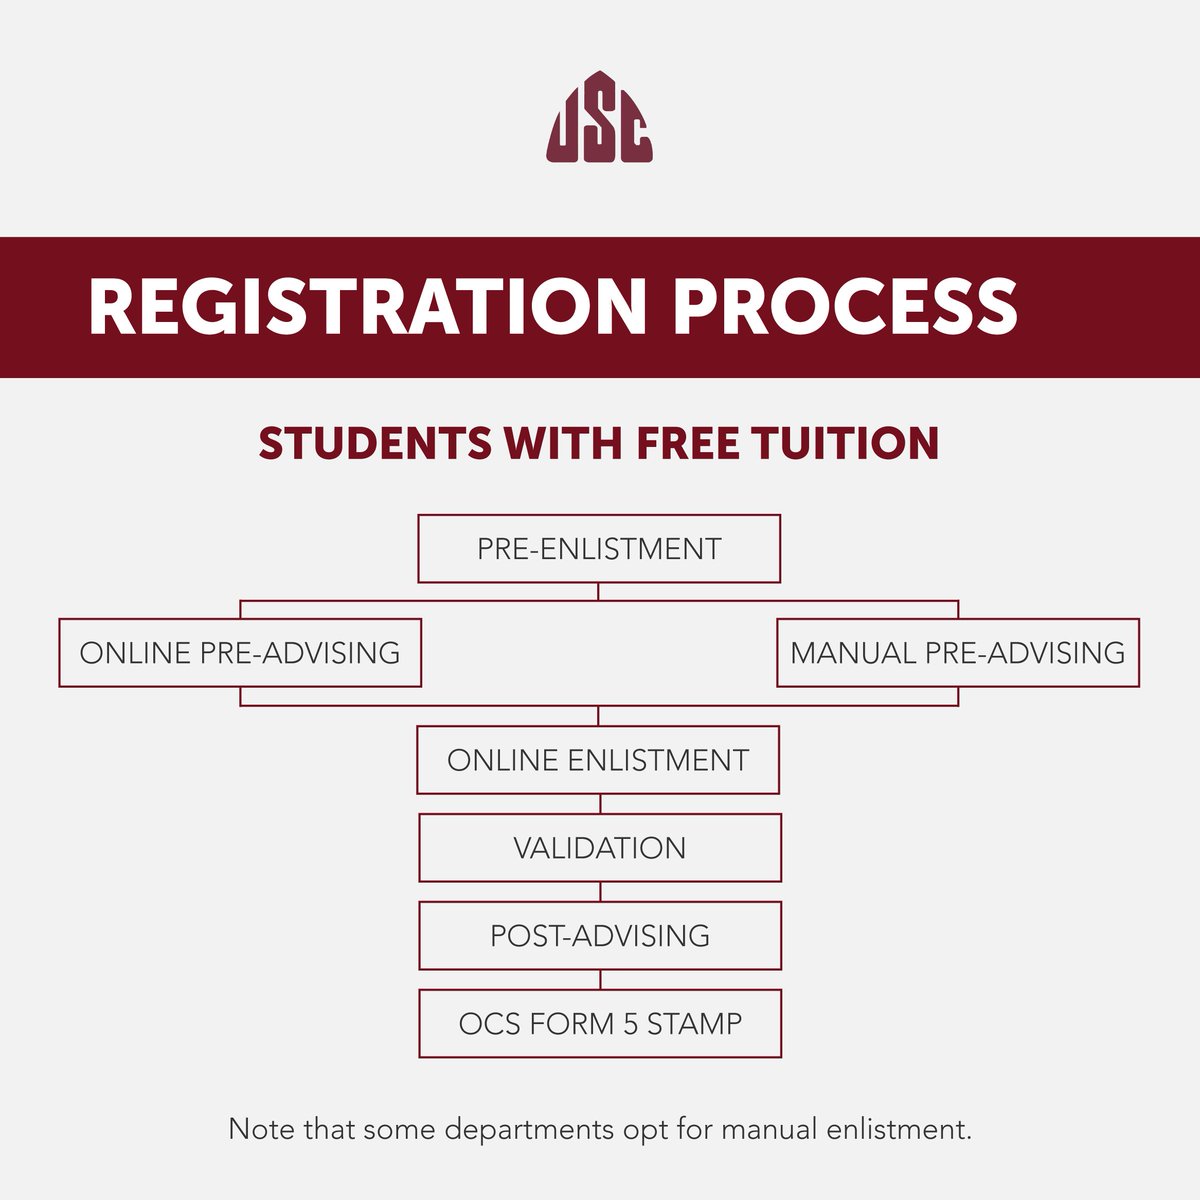 USC
REGISTRATION PROCESS
STUDENTS WITH FREE TUITION
PRE-ENLISTMENT
ONLINE PRE-ADVISING
MANUAL PRE-ADVISING
ONLINE ENLISTMENT
VALIDATION
POST-ADVISING
OCS FORM 5 STAMP
Note that some departments opt for manual enlistment.